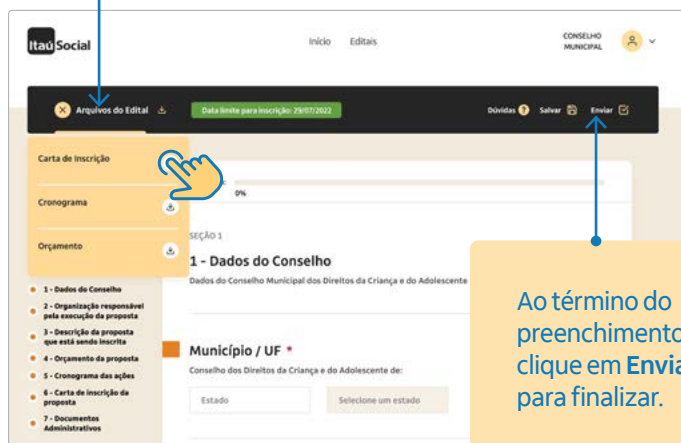 Itaú Social
Início Editais
CONSELHO
MUNICIPAL
Arquivos do Edital
Data limite para inscrição: 29/07/2022
Dúvidas ? Salvar Enviar
Carta de Inscrição
Cronograma
Orçamento
0%
SEÇÃO 1
1 - Dados do Conselho
Dados do Conselho Municipal dos Direitos da Criança e do Adolescente
1 - Dados do Conselho
2 - Organização responsável
pela execução da proposta
3 - Descrição da proposta
que está sendo inscrita
4 - Orçamento da proposta
5 - Cronograma das ações
6 - Carta de inscrição da
proposta
7 - Documentos
Administrativos
Município / UF *
Conselho dos Direitos da Criança e do Adolescente de:
Estado
Selecione um estado
Ao término do
preenchimento
clique em Envia
para finalizar.